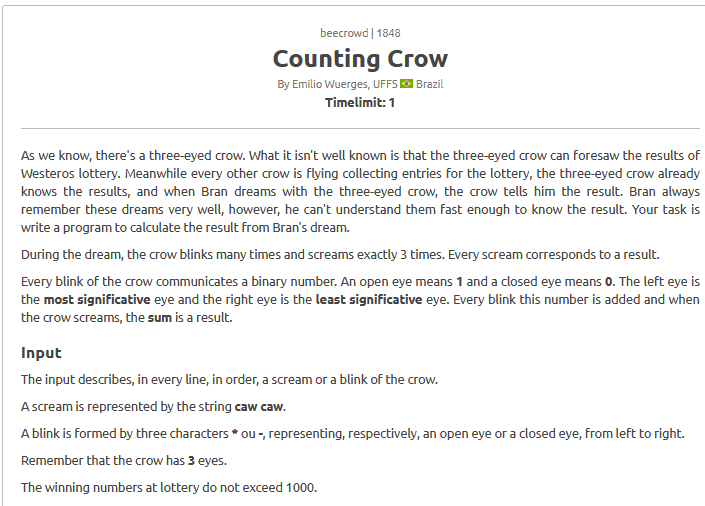 beecrowd | 1848
Counting Crow
By Emilio Wuerges, UFFS Brazil
Timelimit: 1
As we know, there's a three-eyed crow. What it isn't well known is that the three-eyed crow can foresaw the results of
Westeros lottery. Meanwhile every other crow is flying collecting entries for the lottery, the three-eyed crow already
knows the results, and when Bran dreams with the three-eyed crow, the crow tells him the result. Bran always
remember these dreams very well, however, he can't understand them fast enough to know the result. Your task is
write a program to calculate the result from Bran's dream.
During the dream, the crow blinks many times and screams exactly 3 times. Every scream corresponds to a result.
Every blink of the crow communicates a binary number. An open eye means 1 and a closed eye means 0. The left eye is
the most significative eye and the right eye is the least significative eye. Every blink this number is added and when
the crow screams, the sum is a result.
Input
The input describes, in every line, in order, a scream or a blink of the crow.
A scream is represented by the string caw caw.
A blink is formed by three characters * ou -, representing, respectively, an open eye or a closed eye, from left to right.
Remember that the crow has 3 eyes.
The winning numbers at lottery do not exceed 1000.